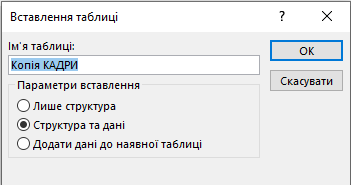 Вставлення таблиці
Ім'я таблиці:
Копія КАДРИ
ОК
Скасувати
Параметри вставлення
Лише структура
Структура та дані
Додати дані до наявної таблиці